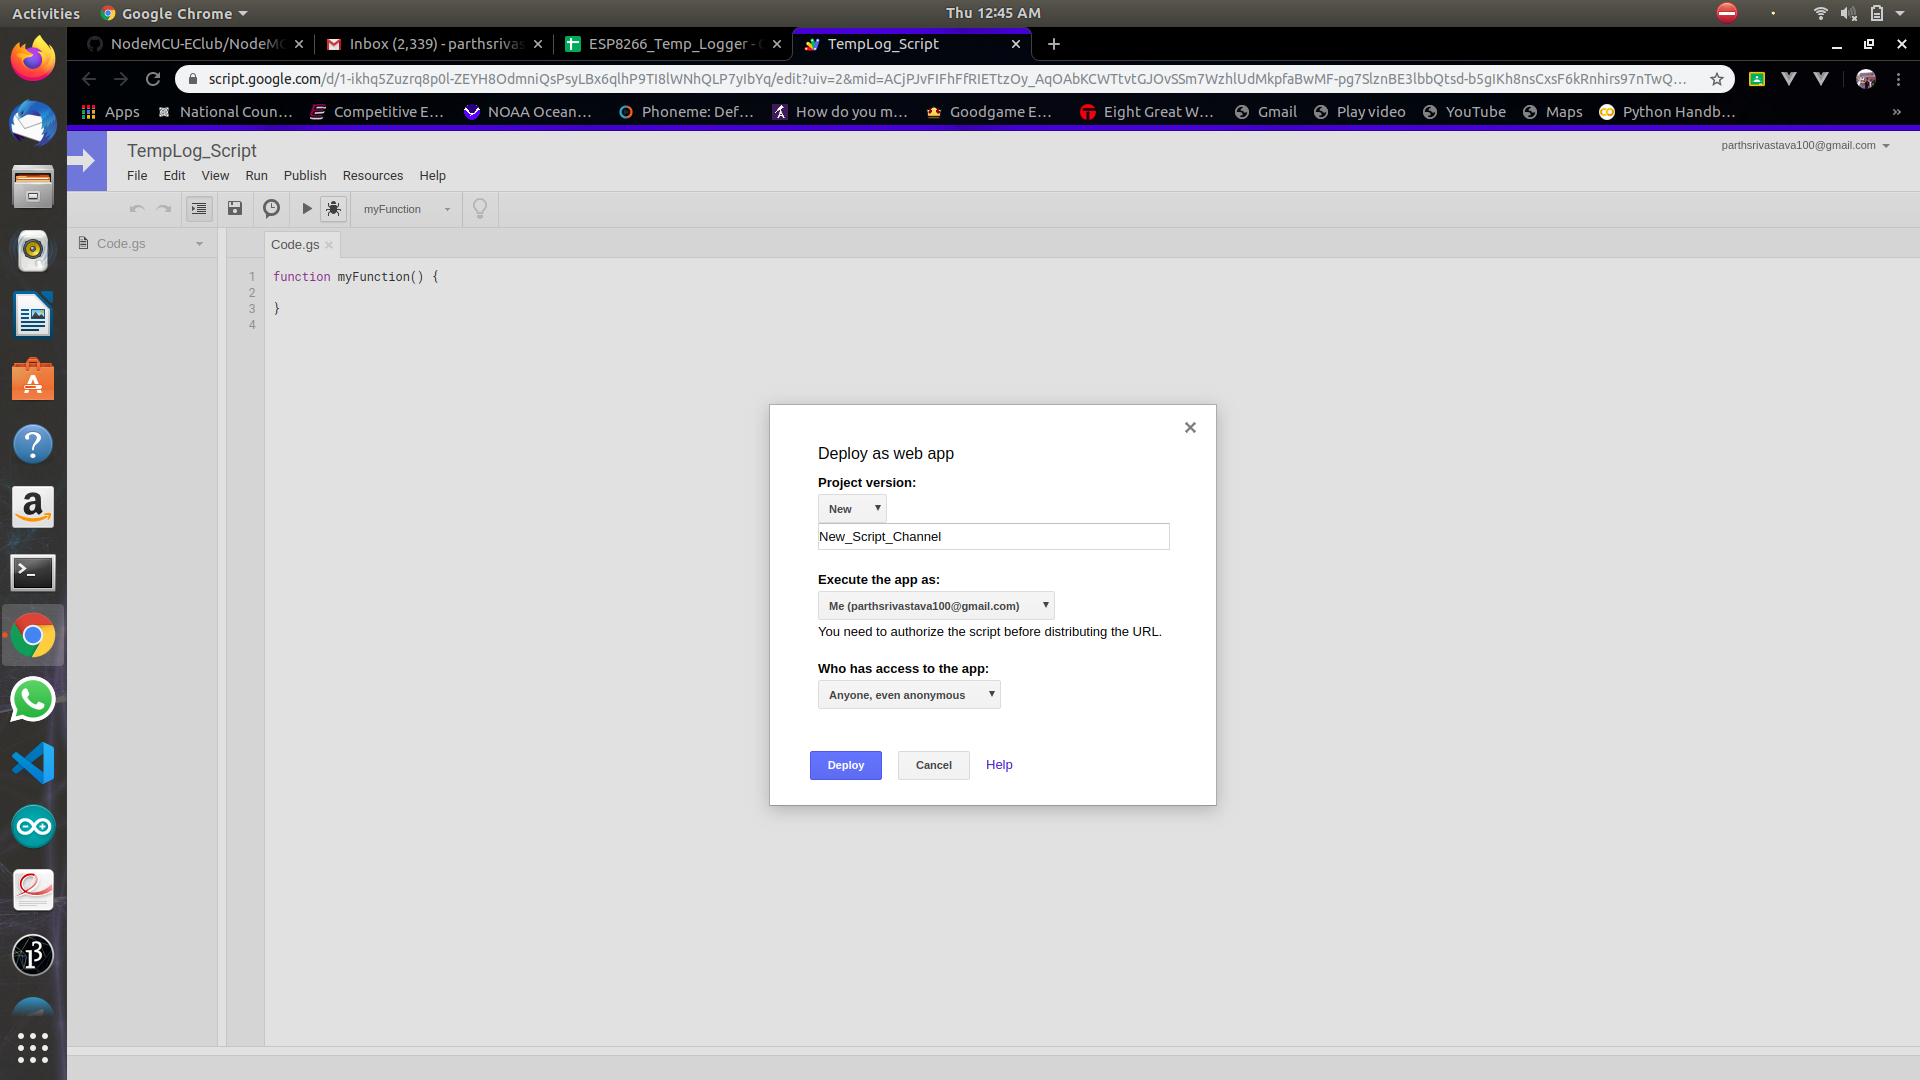 Activities Google Chrome Thu 12:45 AM
NodeMCU-EClub/NodeMC Inbox (2,339) - parthsrivas ESP8266_Temp_Logger - TempLog_Script
script.google.com/d/1-ikhq5Zuzrq8p0l-ZEYH8OdmniQsPsyLBx6qlhP9TI8lWNhQLP7yIbYq/edit?uiv=2&mid=ACjPJvFIFhFfRIETtzOy_AqOAbKCWTtvtGJOvSSm7WzhlUdMkpfaBwMF-pg7SlznBE3lbbQtsd-b5gIKh8nsCxsF6kRnhirs97nTwQ...
Apps National Coun... Competitive E... NOAA Ocean... Phoneme: Def... How do you m... Goodgame E... Eight Great W... Gmail Play video YouTube Maps Python Handb... »
TempLog_Script
parthsrivastava100@gmail.com
File Edit View Run Publish Resources Help
myFunction
Code.gs
Code.gs
1 function myFunction() {
2
3 }
4
Deploy as web app
Project version:
New
New_Script_Channel
Execute the app as:
Me (parthsrivastava100@gmail.com)
You need to authorize the script before distributing the URL.
Who has access to the app:
Anyone, even anonymous
Deploy Cancel Help